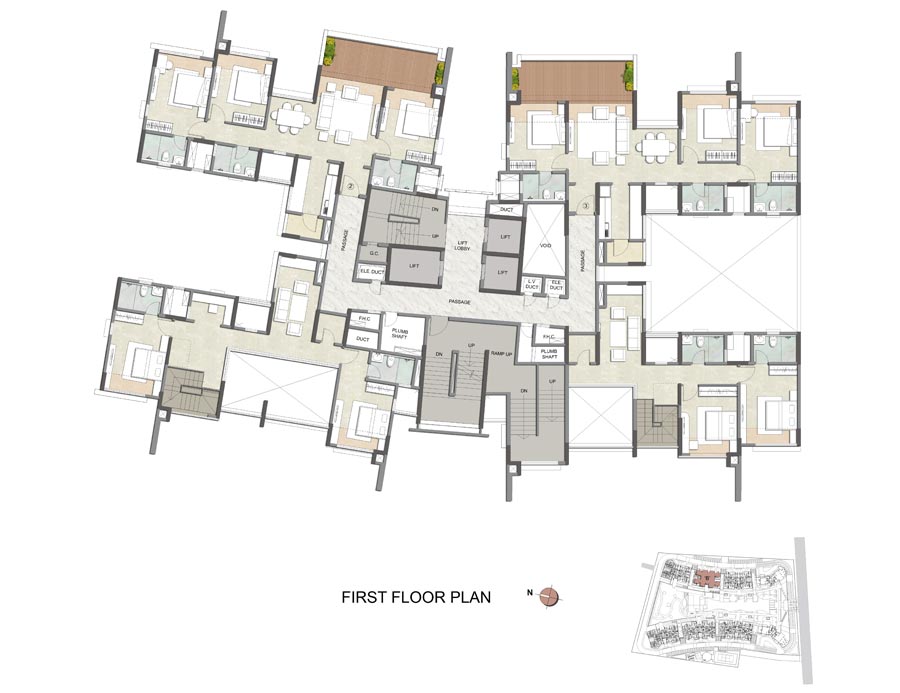 DN
UP
DUCT
LIFT
LIFT
LOBBY
PASSAGE
G.C.
ELE. DUCT
LIFT
LIFT
VOID
PASSAGE
L.V
DUCT
ELE
DUCT
PASSAGE
2
3
F.H.C.
DUCT
PLUMB
SHAFT
DN
UP
RAMP UP
F.H.C.
PLUMB
SHAFT
DN
UP
FIRST FLOOR PLAN
N